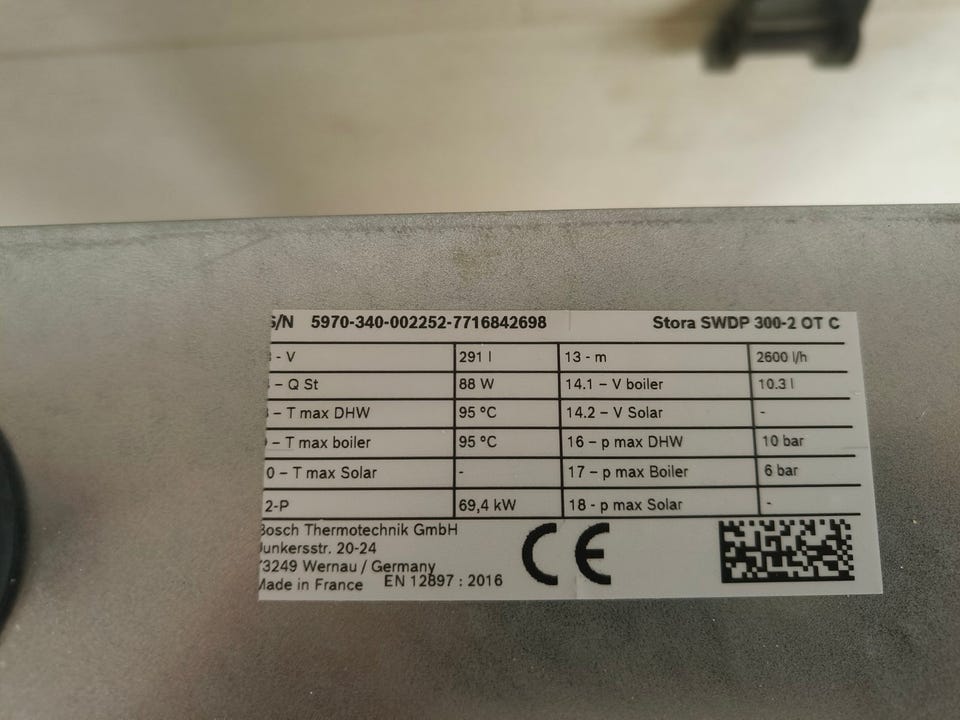 S/N 5970-340-002252-7716842698 Stora SWDP 300-2 OT C
- V 291 l 13 - m 2600 l/h
– Q St 88 W 14.1 – V boiler 10.3 l
– T max DHW 95 °C 14.2 – V Solar -
– T max boiler 95 °C 16 – p max DHW 10 bar
0 – T max Solar - 17 – p max Boiler 6 bar
2-P 69,4 kW 18 - p max Solar -
Bosch Thermotechnik GmbH
Junkersstr. 20-24
73249 Wernau / Germany
Made in France EN 12897 : 2016
CE